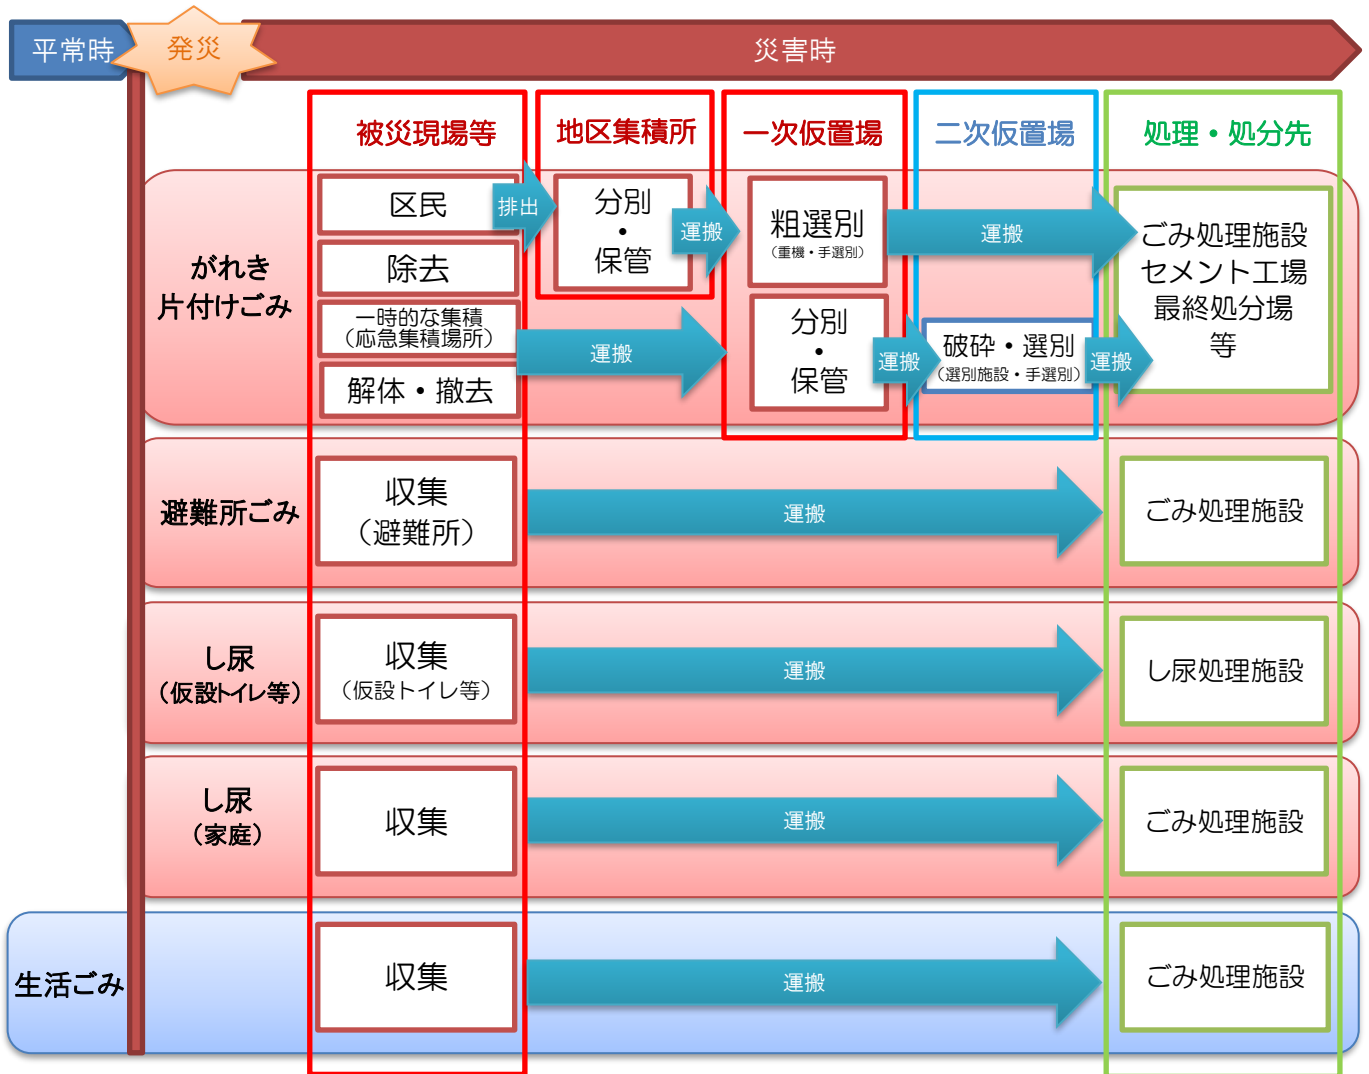 平常時
発災
災害時
被災現場等
地区集積所
一次仮置場
二次仮置場
処理・処分先
がれき
片付けごみ
区民
除去
一時的な集積
（応急集積場所）
解体・撤去
排出
分別
・
保管
運搬
運搬
粗選別
（重機・手選別）
分別
・
保管
運搬
運搬
破砕・選別
（選別施設・手選別）
運搬
ごみ処理施設
セメント工場
最終処分場
等
避難所ごみ
収集
（避難所）
運搬
ごみ処理施設
し尿
（仮設トイレ等）
収集
（仮設トイレ等）
運搬
し尿処理施設
し尿
（家庭）
収集
運搬
ごみ処理施設
生活ごみ
収集
運搬
ごみ処理施設